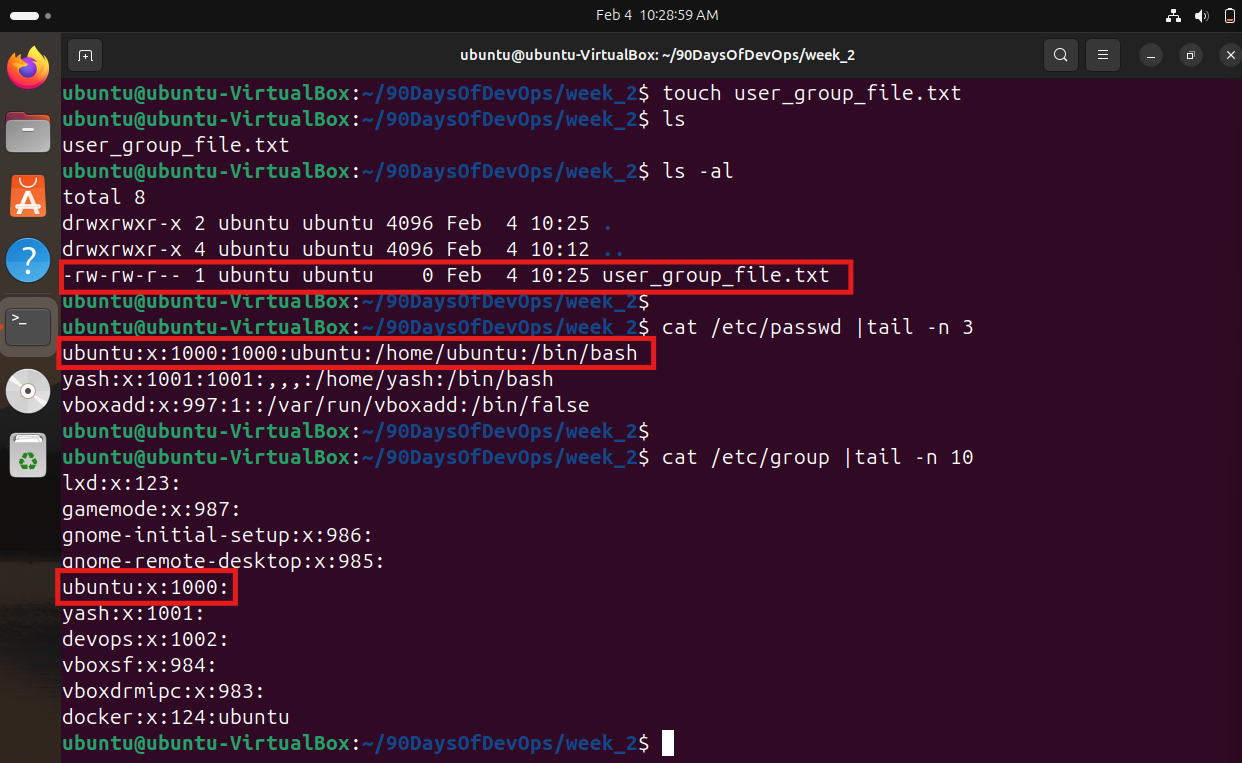 Feb 4 10:28:59 AM
ubuntu@ubuntu-VirtualBox: ~/90DaysOfDevOps/week_2
ubuntu@ubuntu-VirtualBox:~/90DaysOfDevOps/week_2$ touch user_group_file.txt
ubuntu@ubuntu-VirtualBox:~/90DaysOfDevOps/week_2$ ls
user_group_file.txt
ubuntu@ubuntu-VirtualBox:~/90DaysOfDevOps/week_2$ ls -al
total 8
drwxrwxr-x 2 ubuntu ubuntu 4096 Feb  4 10:25 .
drwxrwxr-x 4 ubuntu ubuntu 4096 Feb  4 10:12 ..
-rw-rw-r-- 1 ubuntu ubuntu    0 Feb  4 10:25 user_group_file.txt
ubuntu@ubuntu-VirtualBox:~/90DaysOfDevOps/week_2$
ubuntu@ubuntu-VirtualBox:~/90DaysOfDevOps/week_2$ cat /etc/passwd |tail -n 3
ubuntu:x:1000:1000:ubuntu:/home/ubuntu:/bin/bash
yash:x:1001:1001:,,,:/home/yash:/bin/bash
vboxadd:x:997:1::/var/run/vboxadd:/bin/false
ubuntu@ubuntu-VirtualBox:~/90DaysOfDevOps/week_2$
ubuntu@ubuntu-VirtualBox:~/90DaysOfDevOps/week_2$ cat /etc/group |tail -n 10
lxd:x:123:
gamemode:x:987:
gnome-initial-setup:x:986:
gnome-remote-desktop:x:985:
ubuntu:x:1000:
yash:x:1001:
devops:x:1002:
vboxsf:x:984:
vboxdrmipc:x:983:
docker:x:124:ubuntu
ubuntu@ubuntu-VirtualBox:~/90DaysOfDevOps/week_2$